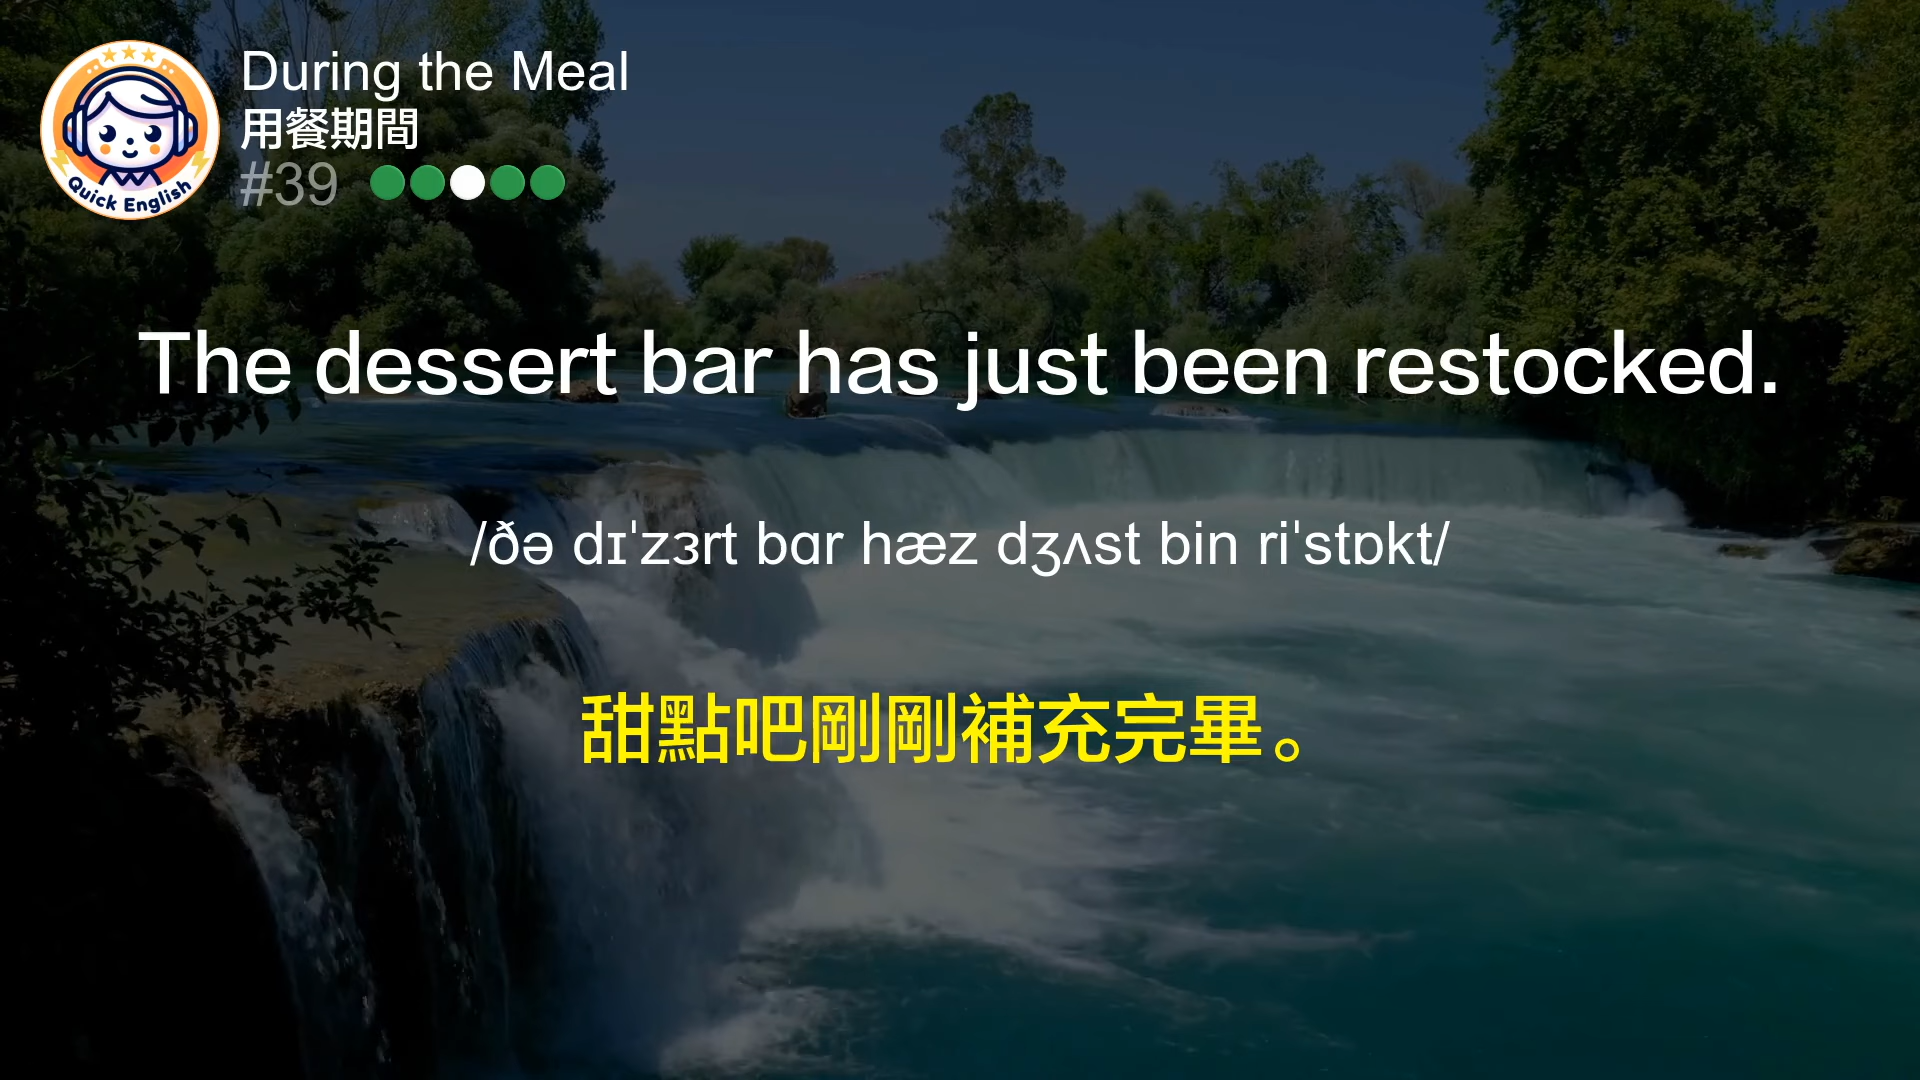 During the Meal
用餐期間
#39
Quick English
The dessert bar has just been restocked.
/ðə dɪˈzɜrt bɑr hæz dʒʌst bin riˈstɒkt/
甜點吧剛剛補充完畢。